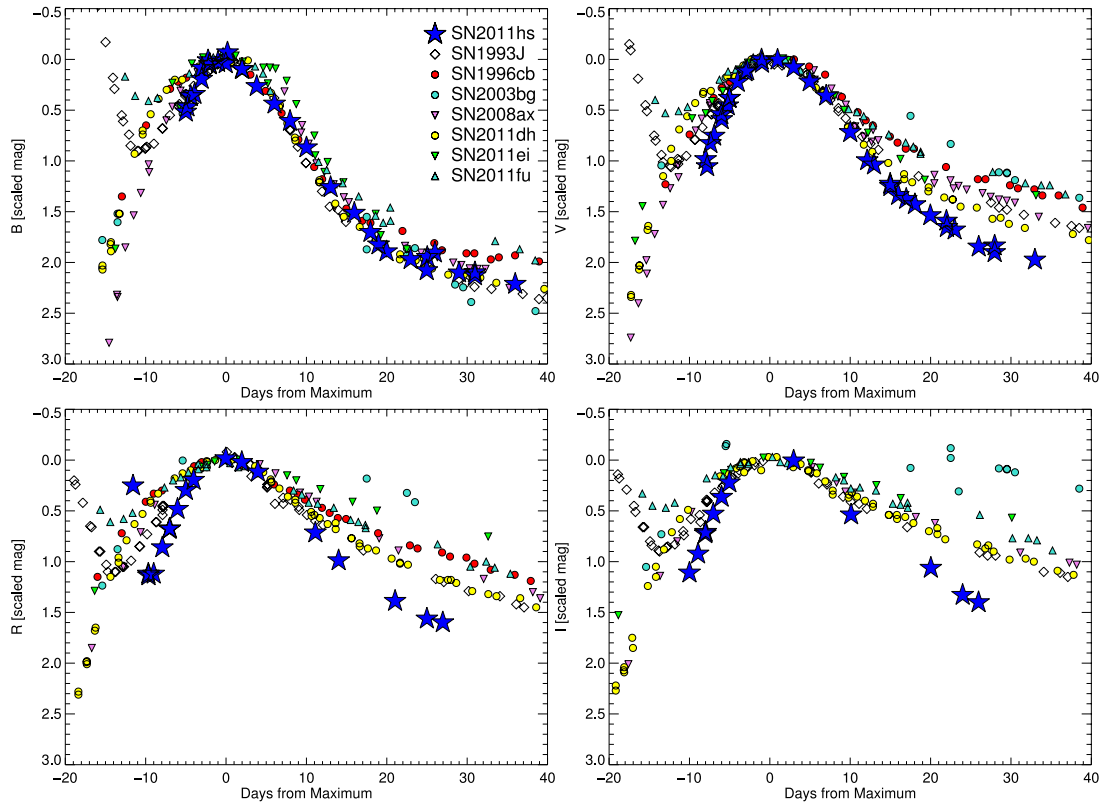 SN2011hs
SN1993J
SN1996cb
SN2003bg
SN2008ax
SN2011dh
SN2011ei
SN2011fu
B [scaled mag]
-0.5
0.0
0.5
1.0
1.5
2.0
2.5
3.0
-20 -10 0 10 20 30 40
Days from Maximum
V [scaled mag]
-0.5
0.0
0.5
1.0
1.5
2.0
2.5
3.0
-20 -10 0 10 20 30 40
Days from Maximum
R [scaled mag]
-0.5
0.0
0.5
1.0
1.5
2.0
2.5
3.0
-20 -10 0 10 20 30 40
Days from Maximum
I [scaled mag]
-0.5
0.0
0.5
1.0
1.5
2.0
2.5
3.0
-20 -10 0 10 20 30 40
Days from Maximum